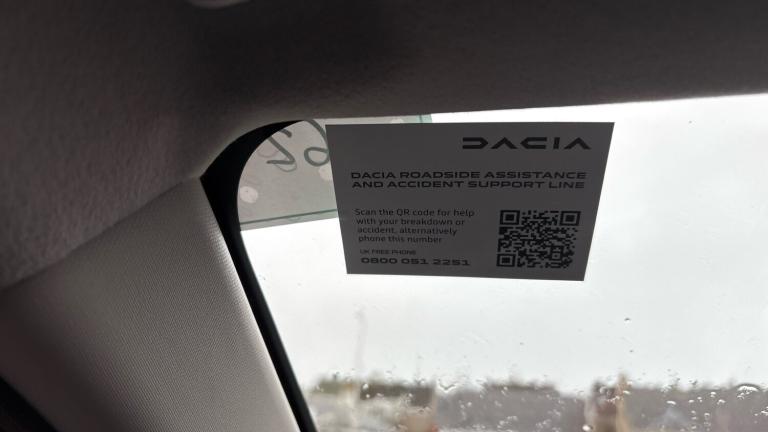 DACIA
DACIA ROADSIDE ASSISTANCE
AND ACCIDENT SUPPORT LINE
Scan the QR code for help
with your breakdown or
accident, alternatively
phone this number
UK FREE PHONE
0800 051 2251